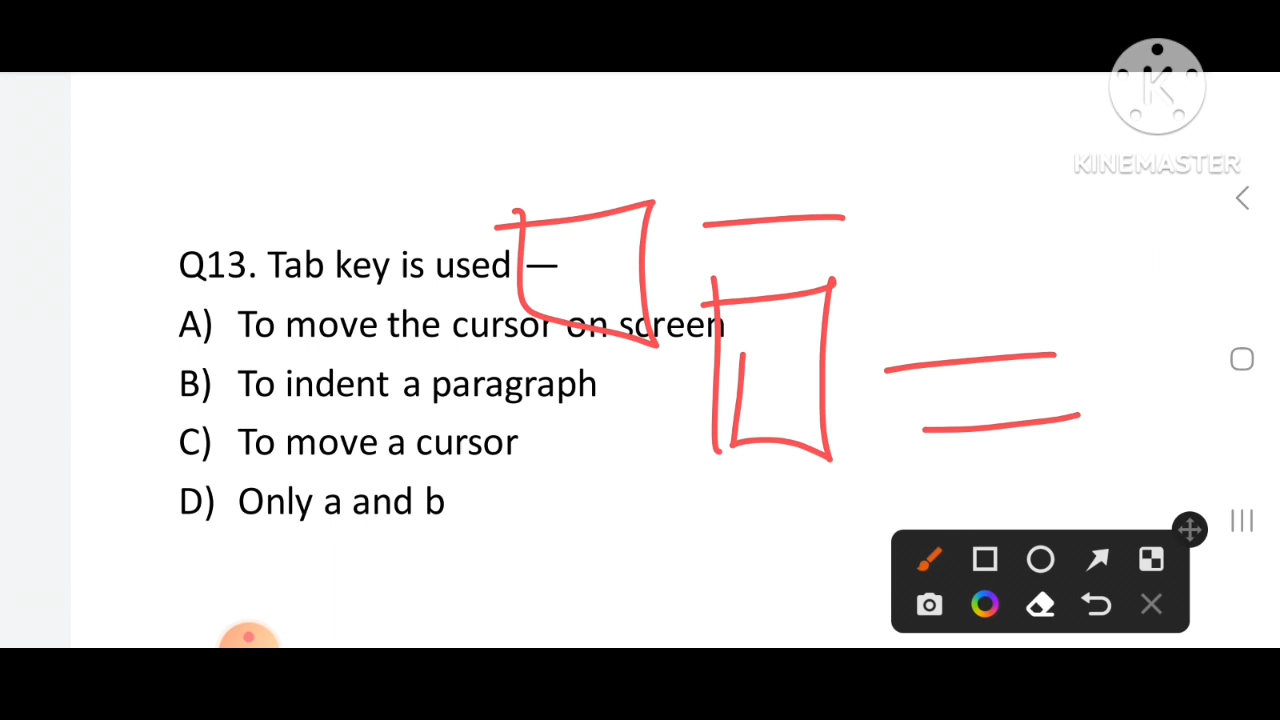 KINEMASTER
Q13. Tab key is used —
A) To move the cursor on screen
B) To indent a paragraph
C) To move a cursor
D) Only a and b